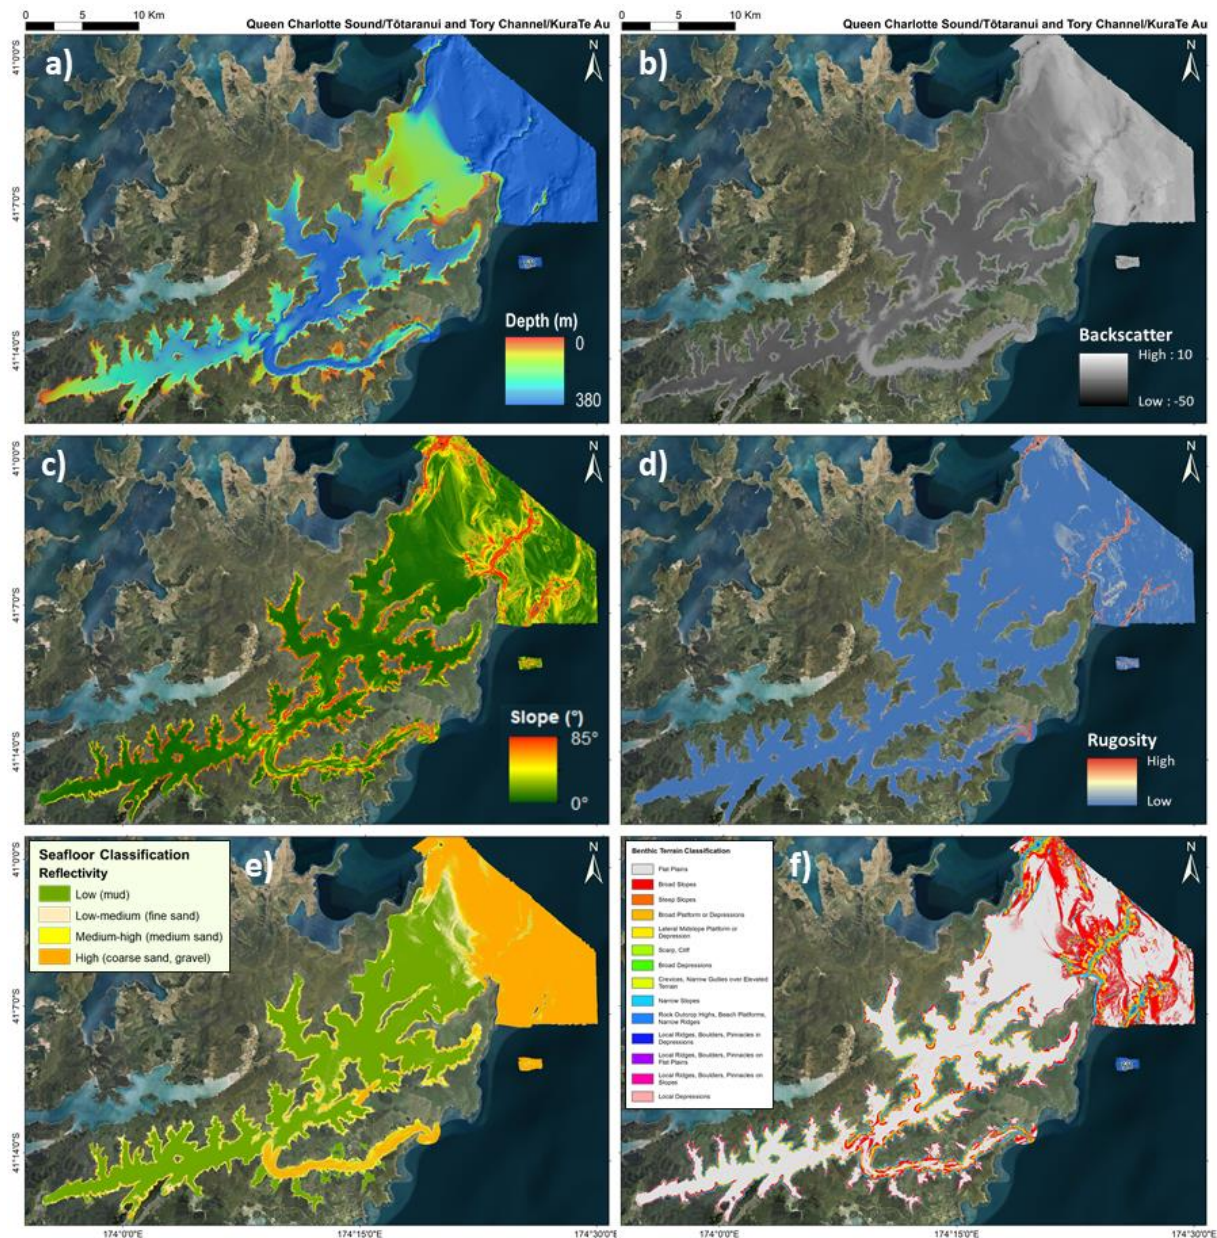 0 5 10 Km
Queen Charlotte Sound/Tōtaranui and Tory Channel/KuraTe Au
0 5 10 Km
Queen Charlotte Sound/Tōtaranui and Tory Channel/KuraTe Au
a)
N
41°0'0"S
41°7'0"S
41°14'0"S
Depth (m)
0
380
b)
N
Backscatter
High : 10
Low : -50
c)
N
41°0'0"S
41°7'0"S
41°14'0"S
Slope (°)
85°
0°
d)
N
Rugosity
High
Low
e)
N
41°0'0"S
41°7'0"S
41°14'0"S
Seafloor Classification
Reflectivity
Low (mud)
Low-medium (fine sand)
Medium-high (medium sand)
High (coarse sand, gravel)
174°0'0"E
174°15'0"E
174°30'0"E
f)
N
Benthic Terrain Classification
Flat Plains
Broad Slopes
Steep Slopes
Broad Platform or Depressions
Lateral Midslope Platform or
Depression
Scarp, Cliff
Broad Depressions
Crevices, Narrow Gullies over Elevated
Terrain
Narrow Slopes
Rock Outcrop Highs, Beach Platforms,
Narrow Ridges
Local Ridges, Boulders, Pinnacles in
Depressions
Local Ridges, Boulders, Pinnacles on
Flat Plains
Local Ridges, Boulders, Pinnacles on
Slopes
Local Depressions
174°0'0"E
174°15'0"E
174°30'0"E